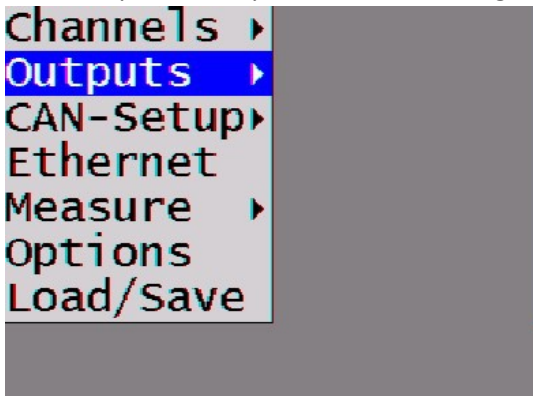 Channels
Outputs
CAN-Setup
Ethernet
Measure
Options
Load/Save